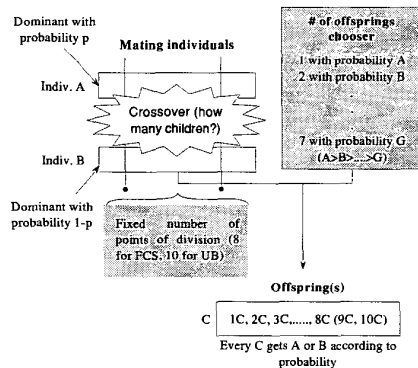 Dominant with
probability p
Mating individuals
Indiv. A
Crossover (how
many children?)
Indiv. B
Dominant with
probability 1-p
Fixed number of
points of division (8
for FCS, 10 for UB)
# of offsprings
chooser
1 with probability A
2 with probability B
7 with probability G
(A>B>....>G)
Offspring(s)
C
1C, 2C, 3C,....., 8C (9C, 10C)
Every C gets A or B according to
probability